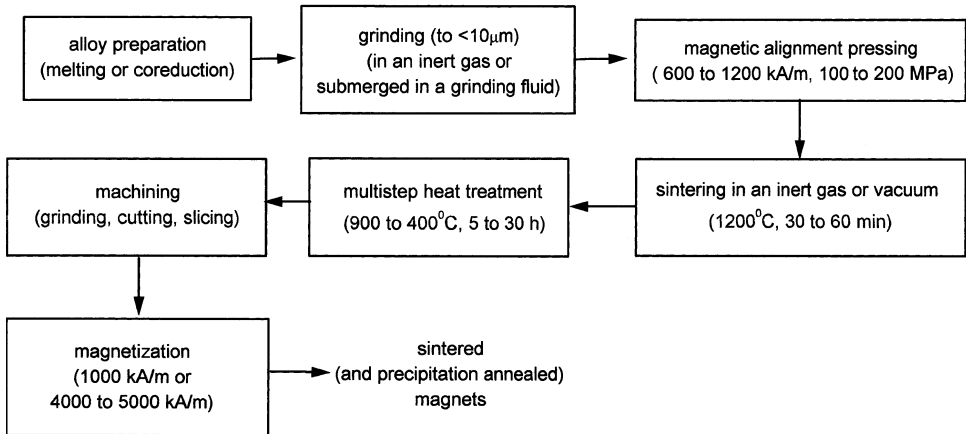 alloy preparation
(melting or coreduction)
grinding (to <10μm)
(in an inert gas or
submerged in a grinding fluid)
magnetic alignment pressing
( 600 to 1200 kA/m, 100 to 200 MPa)
sintering in an inert gas or vacuum
(1200⁰C, 30 to 60 min)
multistep heat treatment
(900 to 400⁰C, 5 to 30 h)
machining
(grinding, cutting, slicing)
magnetization
(1000 kA/m or
4000 to 5000 kA/m)
sintered
(and precipitation annealed)
magnets